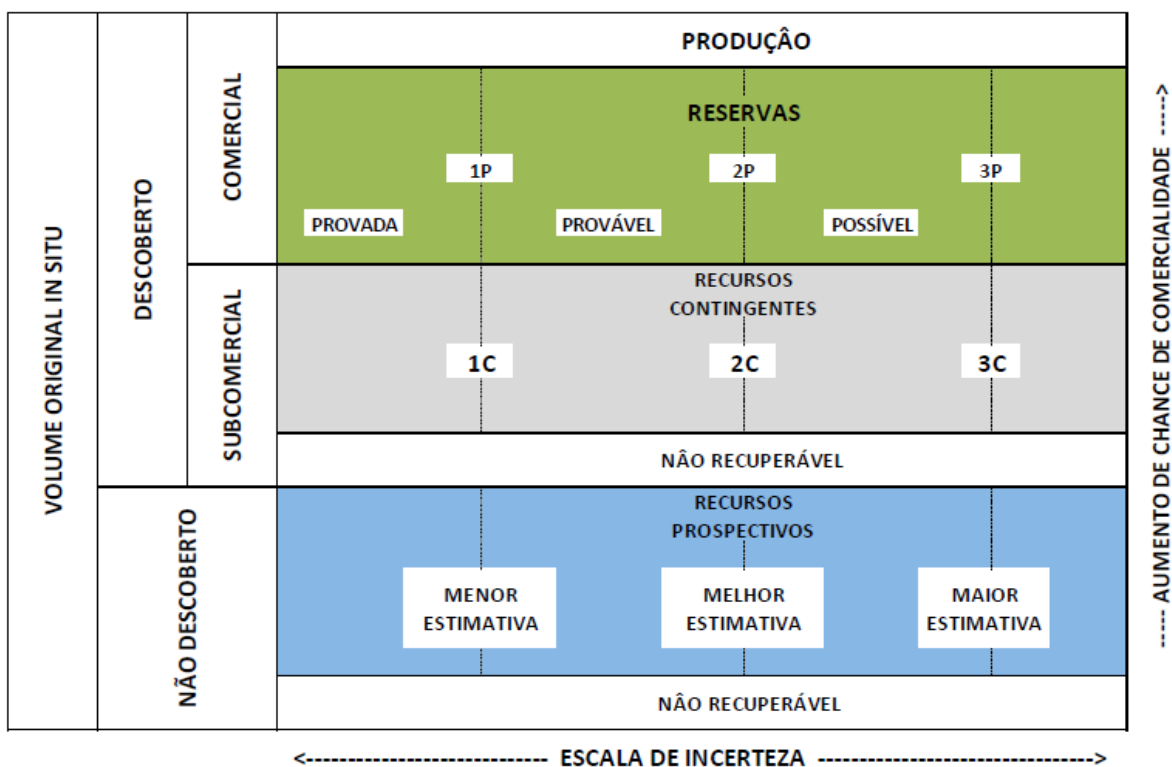 VOLUME ORIGINAL IN SITU
DESCOBERTO
NÃO DESCOBERTO
COMERCIAL
SUBCOMERCIAL
PRODUÇÂO
RESERVAS
1P
2P
3P
PROVADA
PROVÁVEL
POSSÍVEL
RECURSOS
CONTINGENTES
1C
2C
3C
NÂO RECUPERÁVEL
RECURSOS
PROSPECTIVOS
MENOR
ESTIMATIVA
MELHOR
ESTIMATIVA
MAIOR
ESTIMATIVA
NÂO RECUPERÁVEL
<---------------------------- ESCALA DE INCERTEZA -------------------------------->
------ AUMENTO DE CHANCE DE COMERCIALIDADE ----->